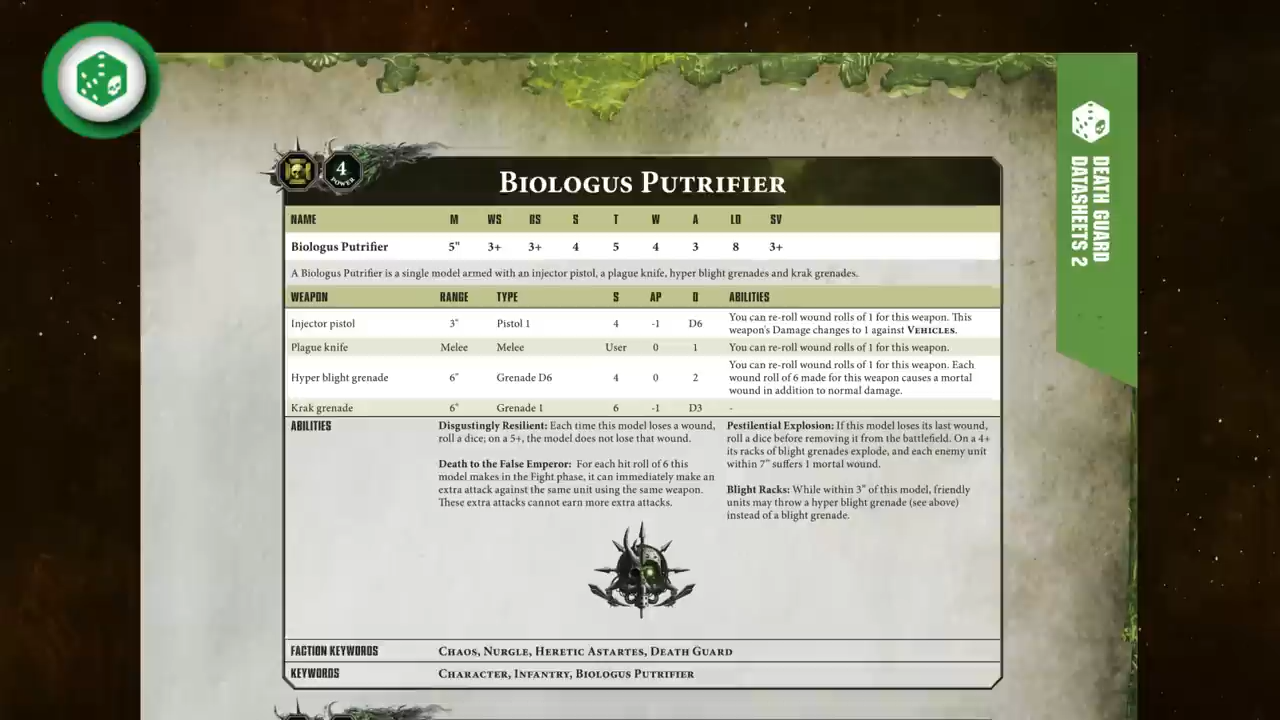 4
POWER
BIOLOGUS PUTRIFIER
NAME M WS BS S T W A LD SV
Biologus Putrifier 5" 3+ 3+ 4 5 4 3 8 3+
A Biologus Putrifier is a single model armed with an injector pistol, a plague knife, hyper blight grenades and krak grenades.
WEAPON RANGE TYPE S AP D ABILITIES
Injector pistol 3" Pistol 1 4 -1 D6 You can re-roll wound rolls of 1 for this weapon. This
weapon's Damage changes to 1 against VEHICLES.
Plague knife Melee Melee User 0 1 You can re-roll wound rolls of 1 for this weapon.
Hyper blight grenade 6" Grenade D6 4 0 2 You can re-roll wound rolls of 1 for this weapon. Each
wound roll of 6 made for this weapon causes a mortal
wound in addition to normal damage.
Krak grenade 6" Grenade 1 6 -1 D3 -
ABILITIES
Disgustingly Resilient: Each time this model loses a wound,
roll a dice; on a 5+, the model does not lose that wound.
Death to the False Emperor: For each hit roll of 6 this
model makes in the Fight phase, it can immediately make an
extra attack against the same unit using the same weapon.
These extra attacks cannot earn more extra attacks.
Pestilential Explosion: If this model loses its last wound,
roll a dice before removing it from the battlefield. On a 4+
its racks of blight grenades explode, and each enemy unit
within 7" suffers 1 mortal wound.
Blight Racks: While within 3" of this model, friendly
units may throw a hyper blight grenade (see above)
instead of a blight grenade.
FACTION KEYWORDS CHAOS, NURGLE, HERETIC ASTARTES, DEATH GUARD
KEYWORDS CHARACTER, INFANTRY, BIOLOGUS PUTRIFIER
DEATH GUARD
DATASHEETS 2